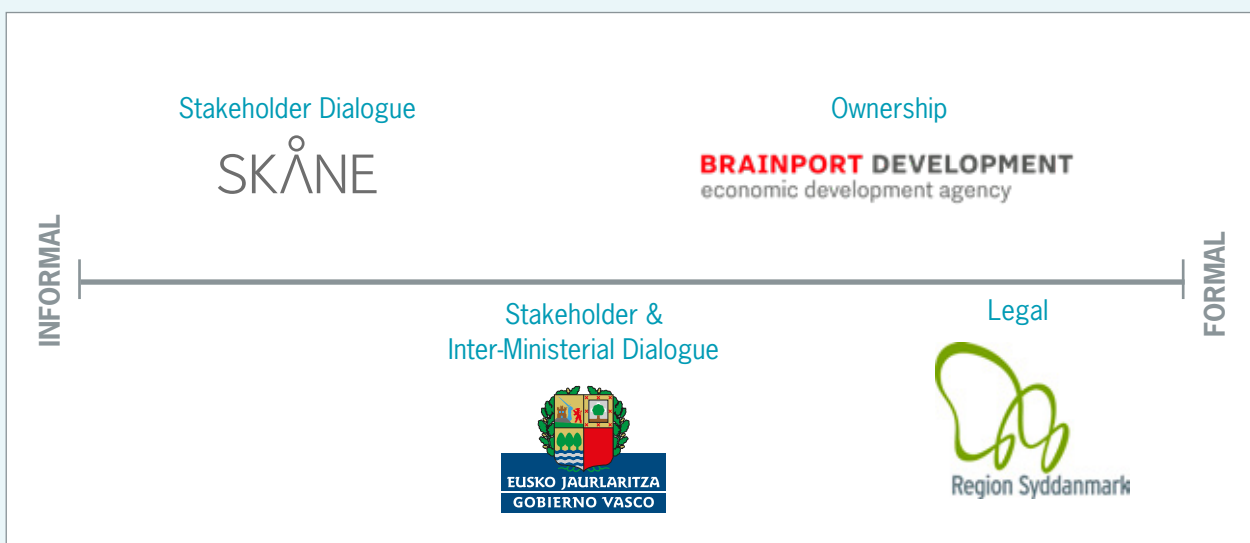 Stakeholder Dialogue
SKÅNE
Ownership
BRAINPORT DEVELOPMENT
economic development agency
INFORMAL
FORMAL
Stakeholder &
Inter-Ministerial Dialogue
EUSKO JAURLARITZA
GOBIERNO VASCO
Legal
Region Syddanmark